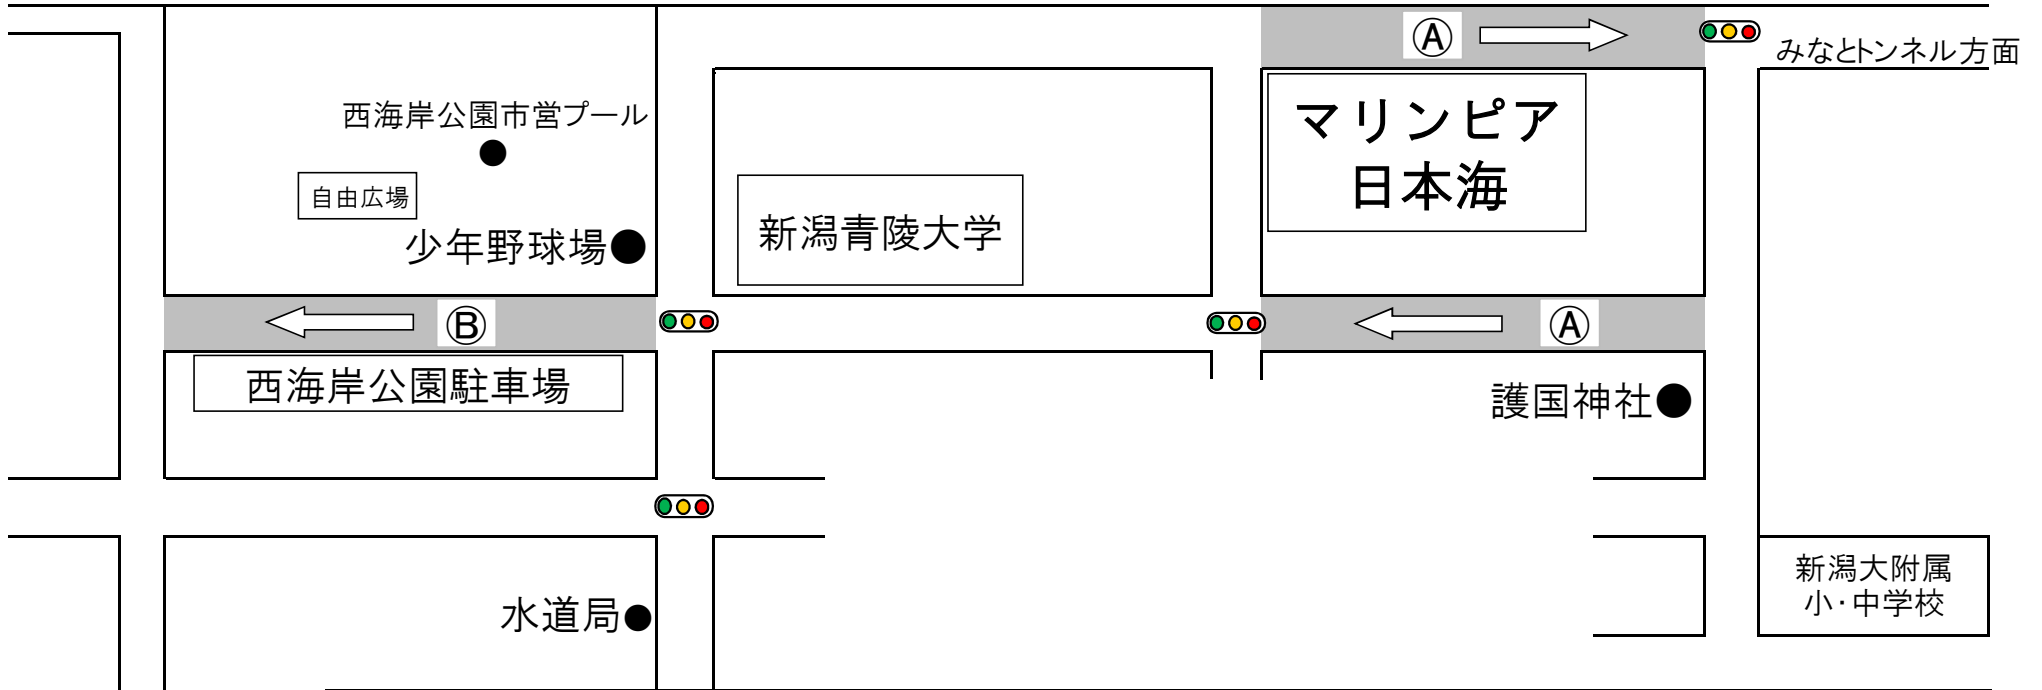 Ⓐ
みなとトンネル方面
西海岸公園市営プール
マリンピア
日本海
自由広場
新潟青陵大学
少年野球場
Ⓑ
Ⓐ
西海岸公園駐車場
護国神社
新潟大附属
小・中学校
水道局